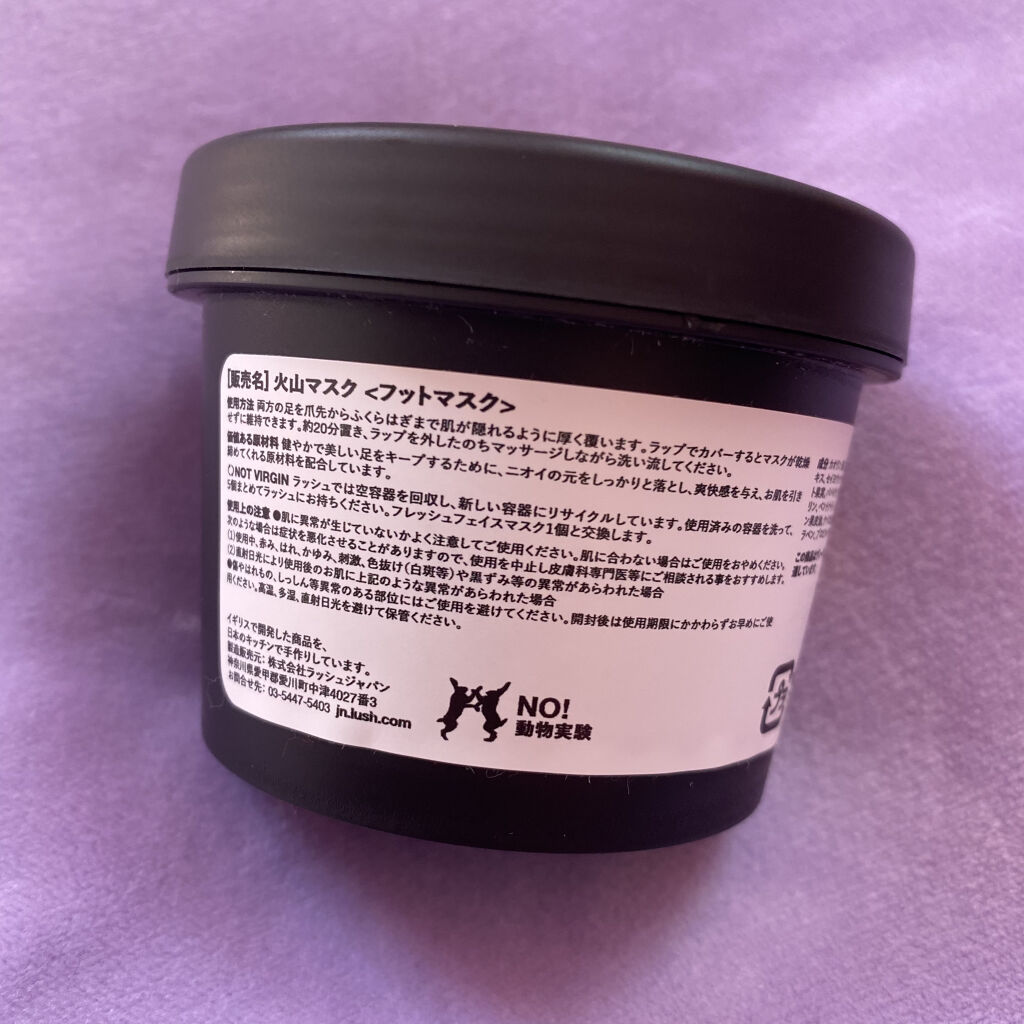 [販売名] 火山マスク <フットマスク>
使用方法 両方の足を爪先からふくらはぎまで肌が隠れるように厚く覆います。ラップでカバーするとマスクが乾燥
せずに維持できます。約20分置き、ラップを外したのちマッサージしながら洗い流してください。
価値ある原材料 健やかで美しい足をキープするために、ニオイの元をしっかりと落とし、爽快感を与え、お肌を引き
締めてくれる原材料を配合しています。
NOT VIRGIN ラッシュでは空容器を回収し、新しい容器にリサイクルしています。使用済みの容器を洗って、
5個まとめてラッシュにお持ちください。フレッシュフェイスマスク1個と交換します。
使用上の注意 ●肌に異常が生じていないかよく注意してご使用ください。肌に合わない場合はご使用をおやめください。
次のような場合は症状を悪化させることがありますので、使用を中止し皮膚科専門医等にご相談される事をおすすめします。
(1)使用中、赤み、はれ、かゆみ、刺激、色抜け(白斑等)や黒ずみ等の異常があらわれた場合
(2)直射日光により使用後のお肌に上記のような異常があらわれた場合
●傷やはれもの、しっしん等異常のある部位にはご使用を避けてください。開封後は使用期限にかかわらずお早めにご使
用ください。高温、多湿、直射日光を避けて保管ください。
イギリスで開発した商品を、
日本のキッチンで手作りしています。
製造販売元: 株式会社ラッシュジャパン
神奈川県愛甲郡愛川町中津4027番3
お問合せ先: 03-5447-5403 jn.lush.com
NO!
動物実験
成分
プラ